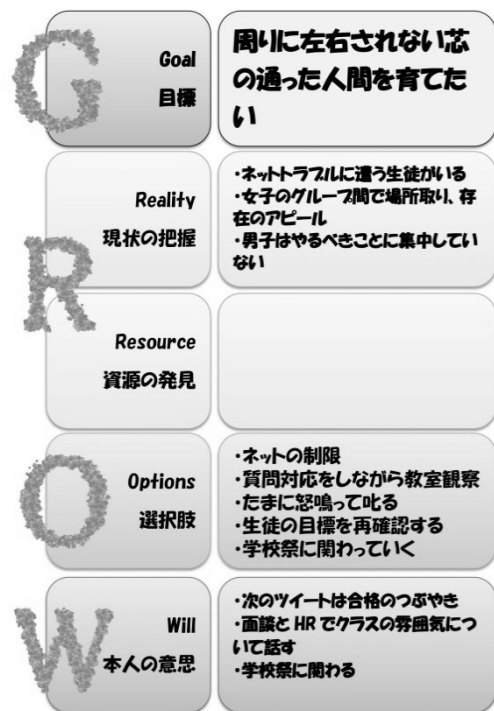 G
Goal
目標
周りに左右されない芯
の通った人間を育てた
い
R
Reality
現状の把握
・ネットトラブルに遭う生徒がいる
・女子のグループ間で場所取り、存
在のアピール
・男子はやるべきことに集中してい
ない
Resource
資源の発見
O
Options
選択肢
・ネットの制限
・質問対応をしながら教室観察
・たまに怒鳴って叱る
・生徒の目標を再確認する
・学校祭に関わっていく
W
Will
本人の意思
・次のツイートは合格のつぶやき
・面談と HR でクラスの雰囲気につ
いて話す
・学校祭に関わる